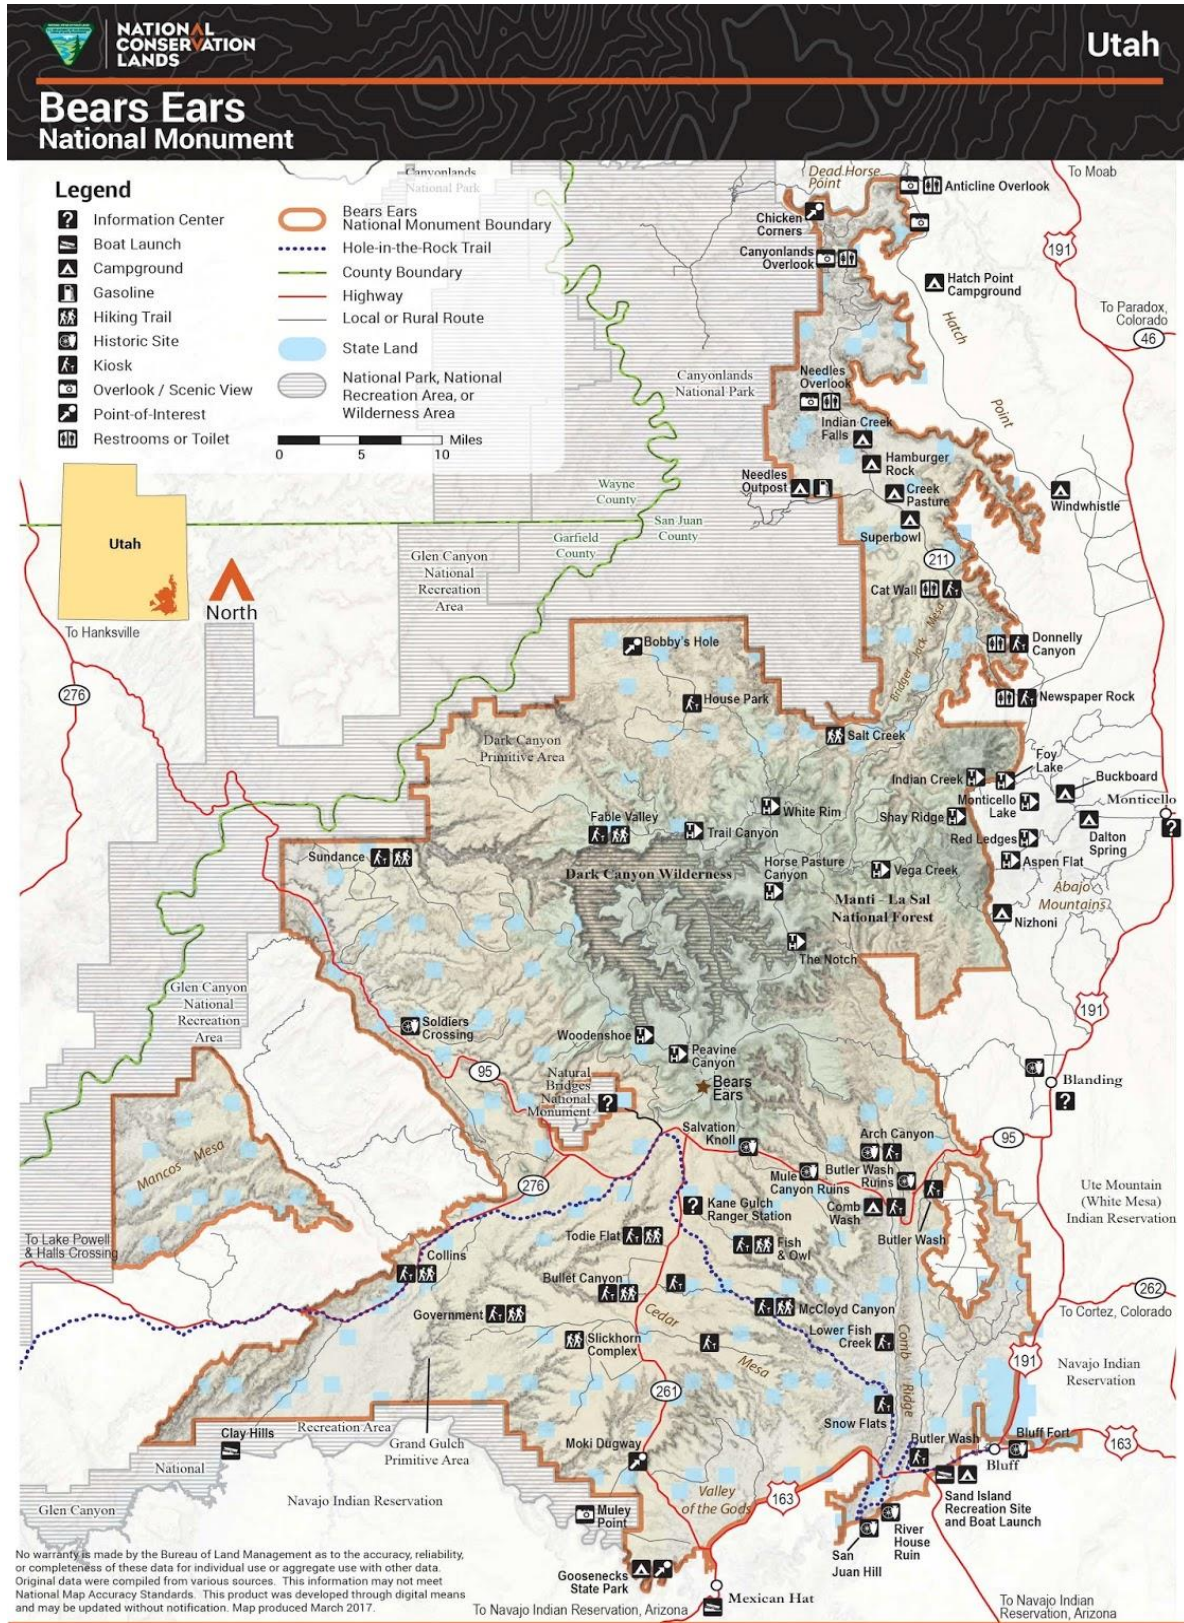 NATIONAL
CONSERVATION
LANDS
Utah
Bears Ears
National Monument
Legend
Information Center
Boat Launch
Campground
Gasoline
Hiking Trail
Historic Site
Kiosk
Overlook / Scenic View
Point-of-Interest
Restrooms or Toilet
Bears Ears
National Monument Boundary
Hole-in-the-Rock Trail
County Boundary
Highway
Local or Rural Route
State Land
National Park, National
Recreation Area, or
Wilderness Area
Miles
0 5 10
Utah
North
Canyonlands
National Park
Dead Horse
Point
To Moab
Anticline Overlook
Chicken
Corners
Canyonlands
Overlook
191
Hatch Point
Campground
To Paradox,
Colorado
46
Hatch
Point
Canyonlands
National Park
Needles
Overlook
Indian Creek
Falls
Hamburger
Rock
Needles
Outpost
Creek
Pasture
Superbowl
Windwhistle
Wayne
County
San Juan
County
Garfield
County
Glen Canyon
National
Recreation
Area
211
Cat Wall
To Hanksville
Bobby's Hole
Donnelly
Canyon
Bridger Jack Mesa
276
House Park
Newspaper Rock
Dark Canyon
Primitive Area
Salt Creek
Foy
Lake
Indian Creek
Buckboard
Monticello
Lake
Monticello
White Rim
Fable Valley
Trail Canyon
Shay Ridge
Red Ledges
Dalton
Spring
Sundance
Horse Pasture
Canyon
Aspen Flat
Dark Canyon Wilderness
Vega Creek
Manti - La Sal
National Forest
Abajo
Mountains
Nizhoni
The Notch
Glen Canyon
National
Recreation
Area
191
Soldiers
Crossing
Woodenshoe
Peavine
Canyon
95
Natural
Bridges
National
Monument
Bears
Ears
Blanding
Salvation
Knoll
Arch Canyon
95
Mancos Mesa
Mule
Canyon Ruins
Butler Wash
Ruins
276
Ute Mountain
(White Mesa)
Indian Reservation
Kane Gulch
Ranger Station
Comb
Wash
Butler Wash
To Lake Powell
& Halls Crossing
Todie Flat
Fish
& Owl
Collins
Bullet Canyon
262
To Cortez, Colorado
Government
Cedar
Mesa
McCloyd Canyon
Slickhorn
Complex
Lower Fish
Creek
Comb
Ridge
191
Navajo Indian
Reservation
261
Snow Flats
Clay Hills
Recreation Area
Grand Gulch
Primitive Area
Moki Dugway
Butler Wash
Bluff Fort
163
Bluff
National
Glen Canyon
Navajo Indian Reservation
Valley
of the Gods
163
Sand Island
Recreation Site
and Boat Launch
Muley
Point
River
House
Ruin
San
Juan Hill
Goosenecks
State Park
Mexican Hat
To Navajo Indian Reservation, Arizona
To Navajo Indian
Reservation, Arizona
No warranty is made by the Bureau of Land Management as to the accuracy, reliability,
or completeness of these data for individual use or aggregate use with other data.
Original data were compiled from various sources. This information may not meet
National Map Accuracy Standards. This product was developed through digital means
and may be updated without notification. Map produced March 2017.